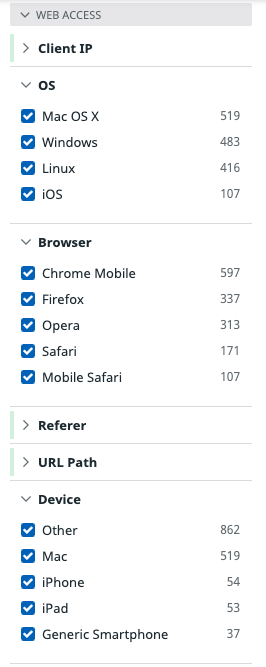 WEB ACCESS
Client IP
OS
Mac OS X 519
Windows 483
Linux 416
iOS 107
Browser
Chrome Mobile 597
Firefox 337
Opera 313
Safari 171
Mobile Safari 107
Referer
URL Path
Device
Other 862
Mac 519
iPhone 54
iPad 53
Generic Smartphone 37